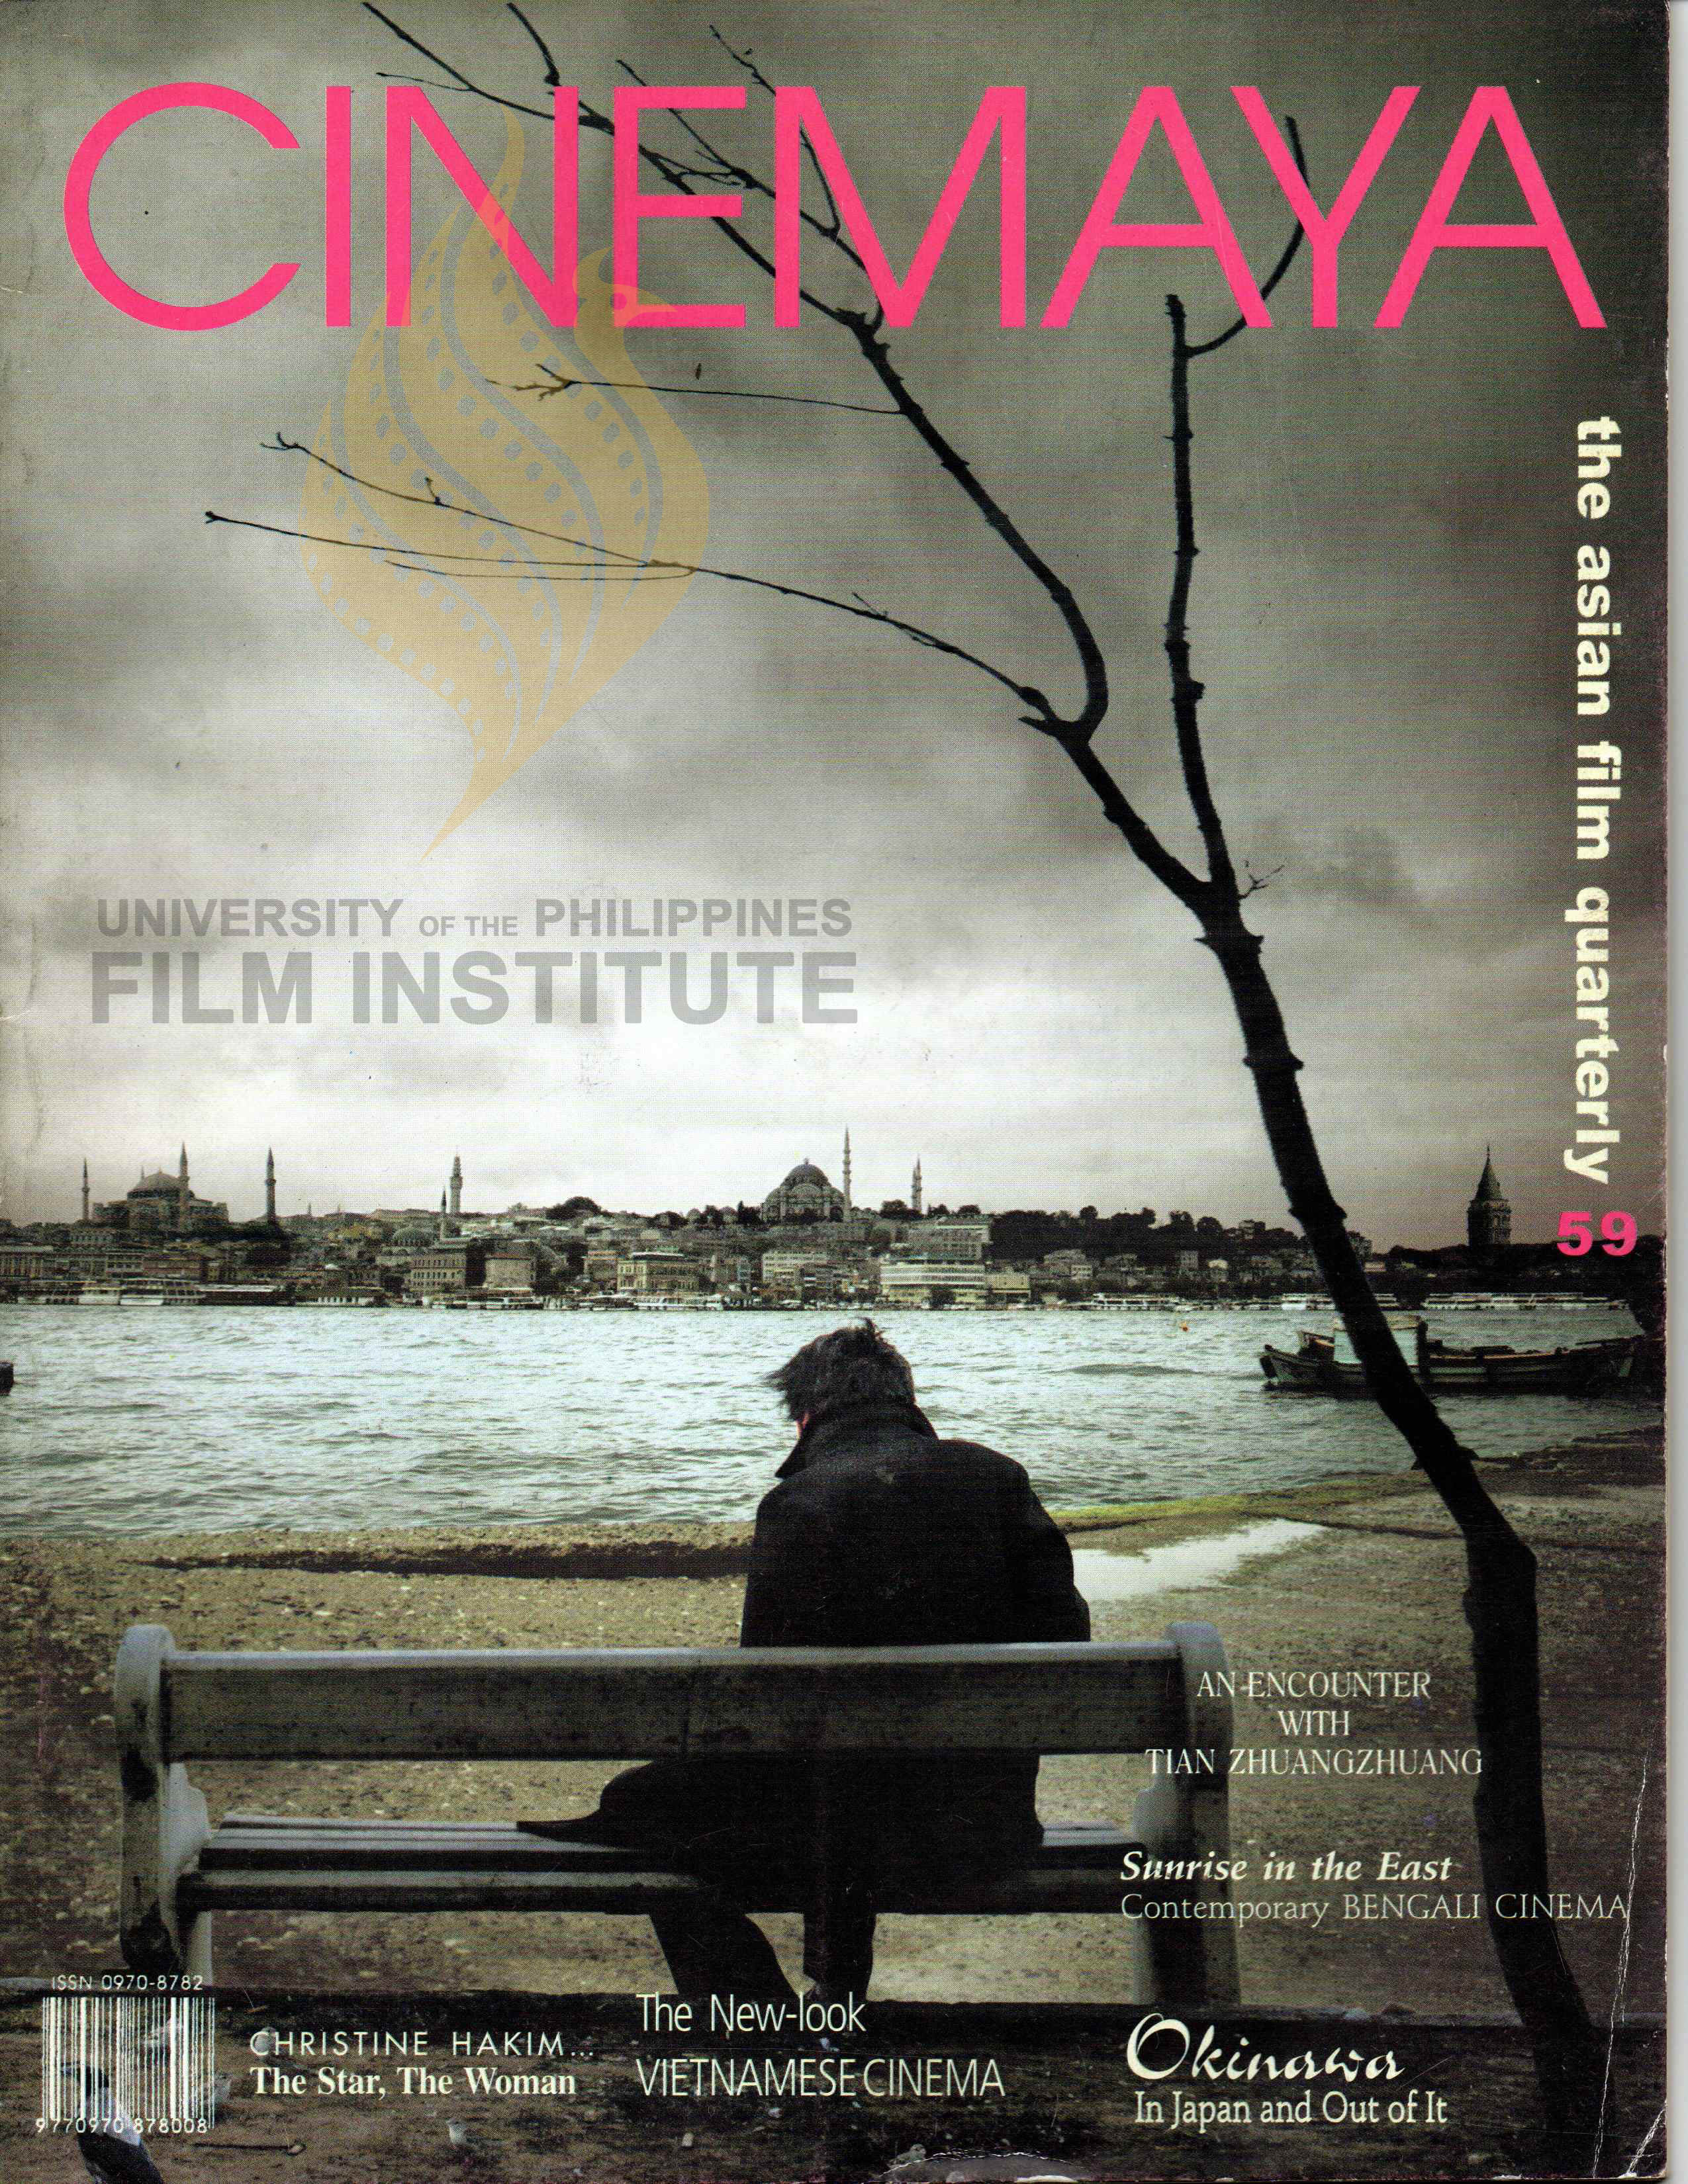 CINEMAYA
the asian film quarterly 59
UNIVERSITY OF THE PHILIPPINES
FILM INSTITUTE
AN ENCOUNTER
WITH
TIAN ZHUANGZHUANG
Sunrise in the East
Contemporary BENGALI CINEMA
ISSN 0970-8782
9770970878008
CHRISTINE HAKIM...
The Star, The Woman
The New-look
VIETNAMESE CINEMA
Okinawa
In Japan and Out of It